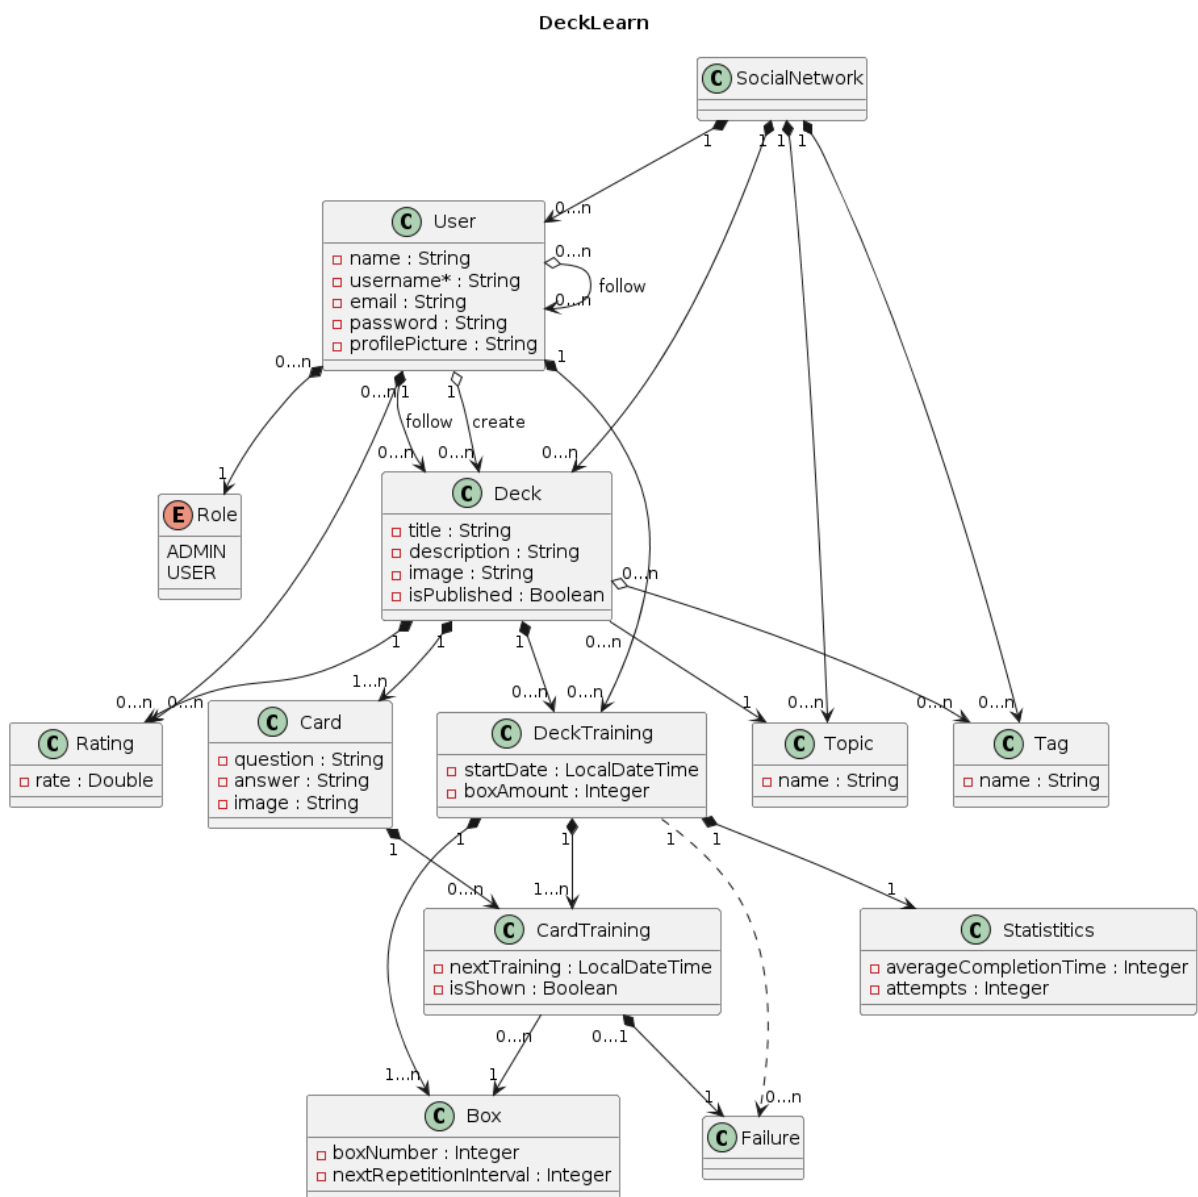 DeckLearn
C SocialNetwork
1
1
1
1
0...n
C User
name : String
username* : String
email : String
password : String
profilePicture : String
0...n
follow
0...n
0...n
1
0...n
1
1
follow
create
1
0...n
0...n
0...n
E Role
ADMIN
USER
C Deck
title : String
description : String
image : String
isPublished : Boolean
0...n
1
1
1
0...n
0...n
0...n
1...n
0...n
0...n
1
0...n
0...n
0...n
C Rating
rate : Double
C Card
question : String
answer : String
image : String
C DeckTraining
startDate : LocalDateTime
boxAmount : Integer
C Topic
name : String
C Tag
name : String
1
1
1
1
1
0...n
1...n
1
C CardTraining
nextTraining : LocalDateTime
isShown : Boolean
C Statistitics
averageCompletionTime : Integer
attempts : Integer
0...n
0...1
1...n
1
1
0...n
C Box
boxNumber : Integer
nextRepetitionInterval : Integer
C Failure